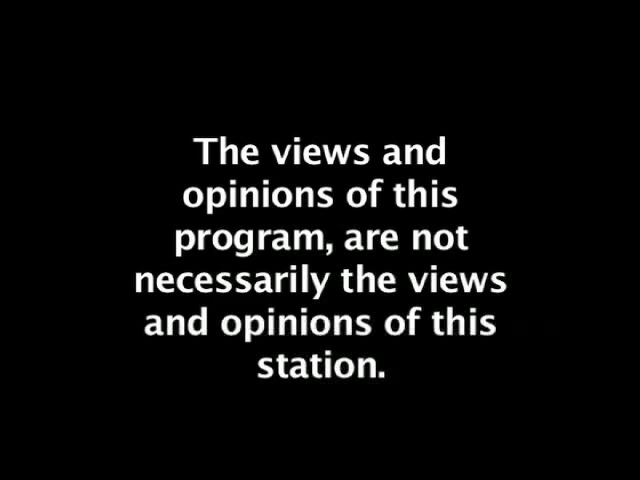 The views and
opinions of this
program, are not
necessarily the views
and opinions of this
station.